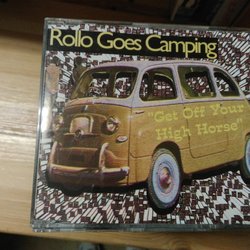 Rollo Goes Camping
"Get Off Your
High Horse"